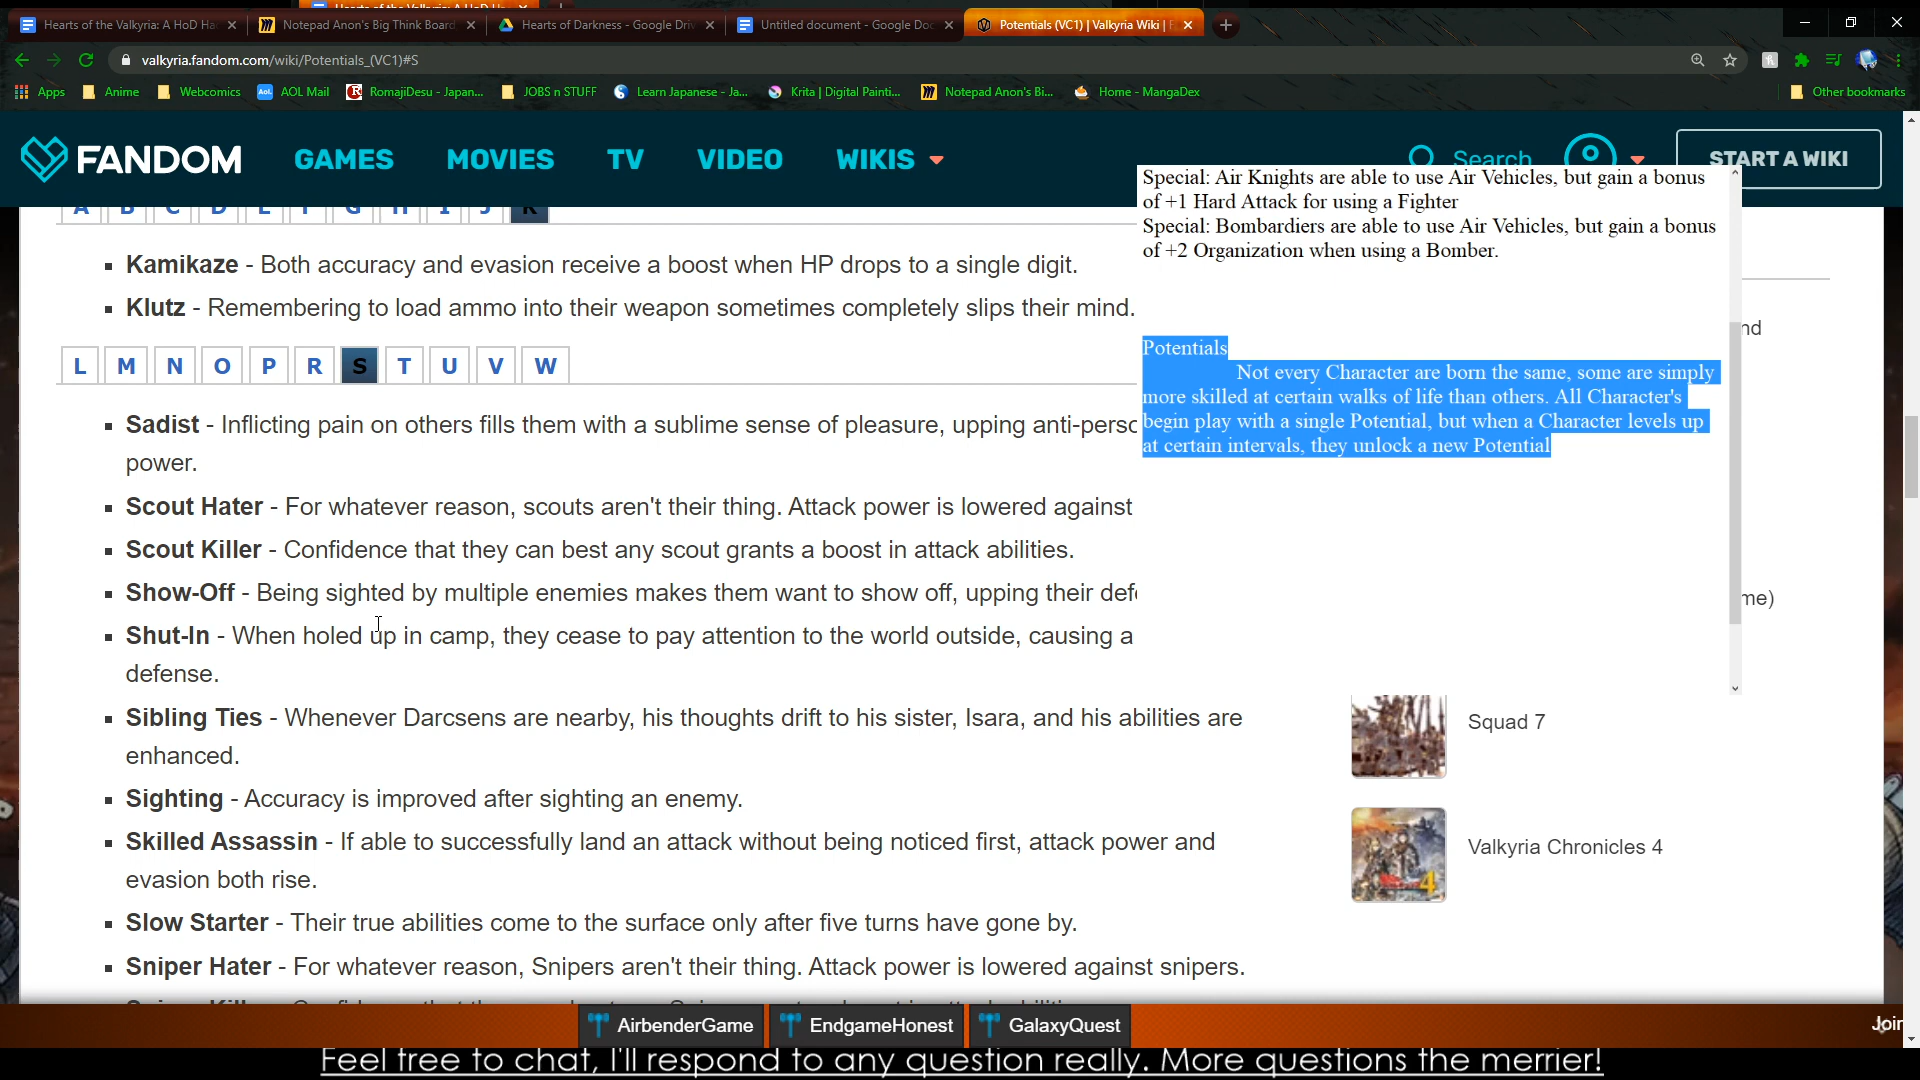 Hearts of the Valkyria: A HoD Ha
Notepad Anon's Big Think Board
Hearts of Darkness - Google Driv
Untitled document - Google Doc
Potentials (VC1) | Valkyria Wiki |
valkyria.fandom.com/wiki/Potentials_(VC1)#S
Apps
Anime
Webcomics
AOL Mail
RomajiDesu - Japan...
JOBS n STUFF
Learn Japanese - Ja...
Krita | Digital Painti...
Notepad Anon's Bi...
Home - MangaDex
Other bookmarks
FANDOM
GAMES
MOVIES
TV
VIDEO
WIKIS
Search
START A WIKI
A B C D E F G H I J K
Kamikaze - Both accuracy and evasion receive a boost when HP drops to a single digit.
Klutz - Remembering to load ammo into their weapon sometimes completely slips their mind.
L M N O P R S T U V W
Sadist - Inflicting pain on others fills them with a sublime sense of pleasure, upping anti-perso
power.
Scout Hater - For whatever reason, scouts aren't their thing. Attack power is lowered against
Scout Killer - Confidence that they can best any scout grants a boost in attack abilities.
Show-Off - Being sighted by multiple enemies makes them want to show off, upping their defe
Shut-In - When holed up in camp, they cease to pay attention to the world outside, causing a
defense.
Sibling Ties - Whenever Darcsens are nearby, his thoughts drift to his sister, Isara, and his abilities are
enhanced.
Sighting - Accuracy is improved after sighting an enemy.
Skilled Assassin - If able to successfully land an attack without being noticed first, attack power and
evasion both rise.
Slow Starter - Their true abilities come to the surface only after five turns have gone by.
Sniper Hater - For whatever reason, Snipers aren't their thing. Attack power is lowered against snipers.
Special: Air Knights are able to use Air Vehicles, but gain a bonus
of +1 Hard Attack for using a Fighter
Special: Bombardiers are able to use Air Vehicles, but gain a bonus
of +2 Organization when using a Bomber.
Potentials
Not every Character are born the same, some are simply
more skilled at certain walks of life than others. All Character's
begin play with a single Potential, but when a Character levels up
at certain intervals, they unlock a new Potential
nd
me)
Squad 7
Valkyria Chronicles 4
4
AirbenderGame
EndgameHonest
GalaxyQuest
Join
Feel free to chat, I'll respond to any question really. More questions the merrier!